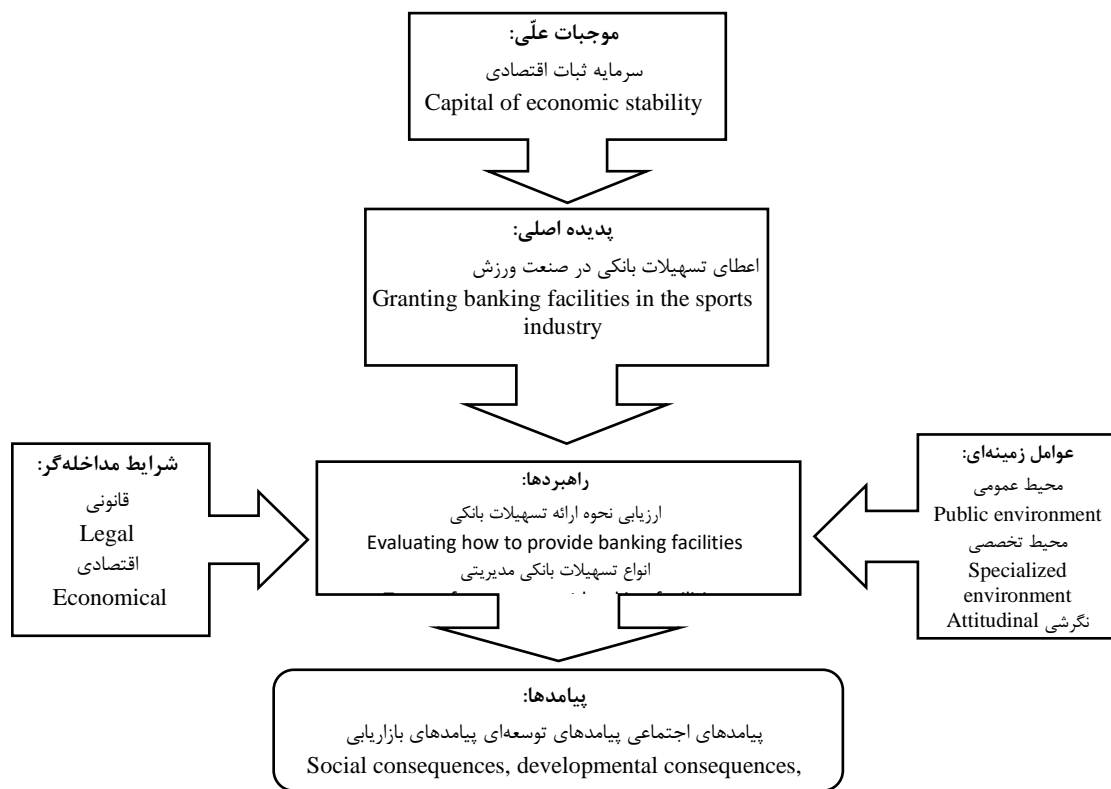 موجبات علّی:
سرمایه ثبات اقتصادی
Capital of economic stability
پدیده اصلی:
اعطای تسهیلات بانکی در صنعت ورزش
Granting banking facilities in the sports
industry
شرایط مداخله‌گر:
قانونی
Legal
اقتصادی
Economical
راهبردها:
ارزیابی نحوه ارائه تسهیلات بانکی
Evaluating how to provide banking facilities
انواع تسهیلات بانکی مدیریتی
عوامل زمینه‌ای:
محیط عمومی
Public environment
محیط تخصصی
Specialized
environment
نگرشی Attitudinal
پیامدها:
پیامدهای اجتماعی پیامدهای توسعه‌ای پیامدهای بازاریابی
Social consequences, developmental consequences,